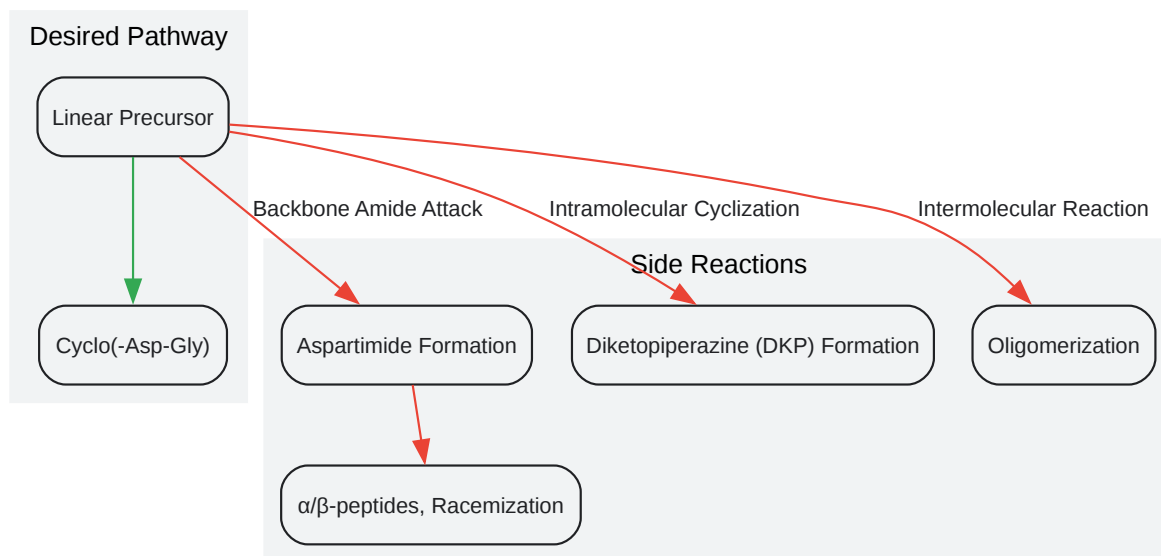 Desired Pathway
Linear Precursor
Backbone Amide Attack
Intramolecular Cyclization
Intermolecular Reaction
Side Reactions
Cyclo(-Asp-Gly)
Aspartimide Formation
Diketopiperazine (DKP) Formation
Oligomerization
α/β-peptides, Racemization